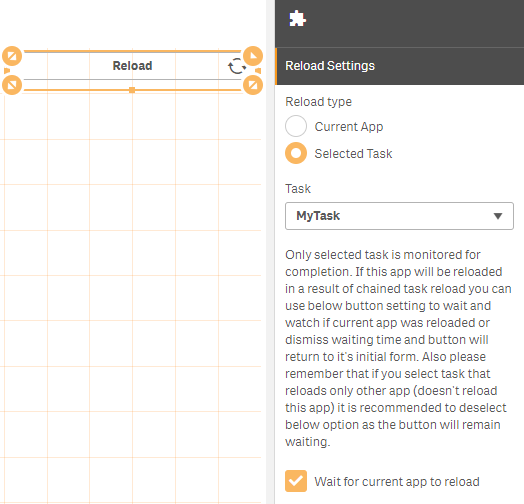 Reload
Reload Settings
Reload type
Current App
Selected Task
Task
MyTask
Only selected task is monitored for
completion. If this app will be reloaded
in a result of chained task reload you can
use below button setting to wait and
watch if current app was reloaded or
dismiss waiting time and button will
return to it's initial form. Also please
remember that if you select task that
reloads only other app (doesn't reload
this app) it is recommended to deselect
below option as the button will remain
waiting.
Wait for current app to reload